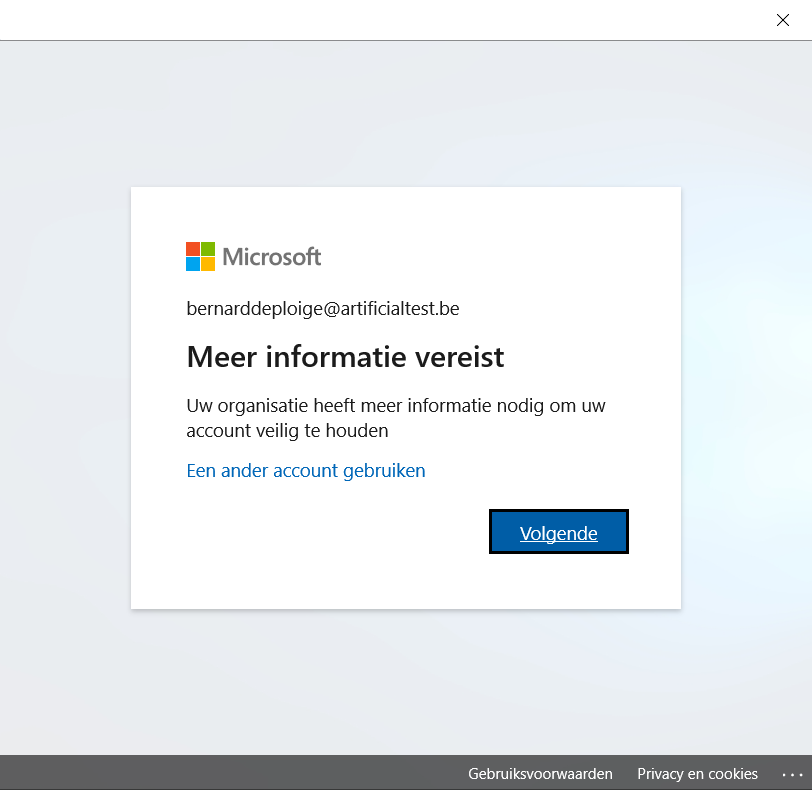 Microsoft
bernarddeploige@artificialtest.be
Meer informatie vereist
Uw organisatie heeft meer informatie nodig om uw
account veilig te houden
Een ander account gebruiken
Volgende
Gebruiksvoorwaarden Privacy en cookies ...